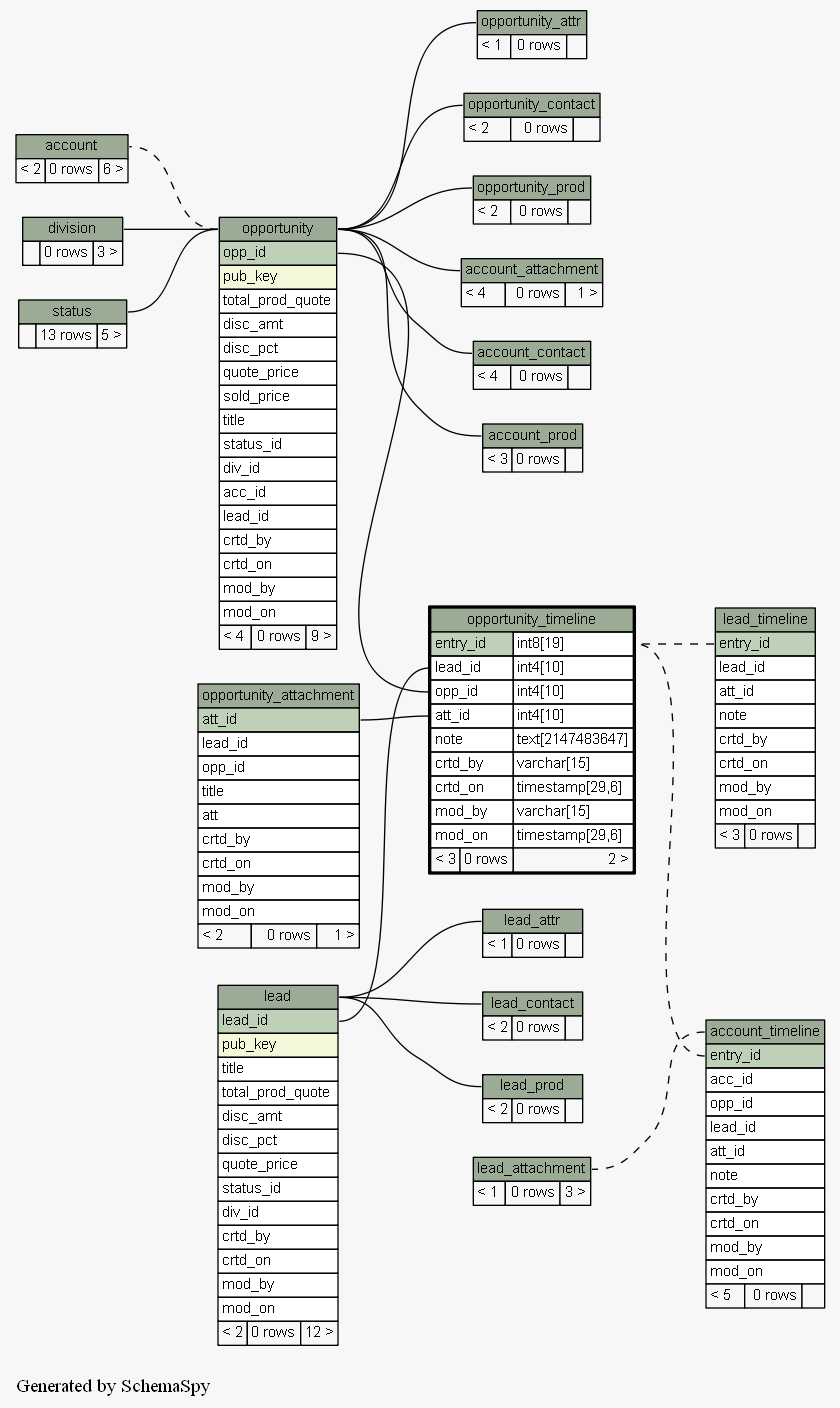 opportunity_attr
< 1 0 rows
opportunity_contact
< 2 0 rows
account
< 2 0 rows 6 >
opportunity_prod
< 2 0 rows
division
0 rows 3 >
opportunity
opp_id
pub_key
total_prod_quote
disc_amt
disc_pct
quote_price
sold_price
title
status_id
div_id
acc_id
lead_id
crtd_by
crtd_on
mod_by
mod_on
< 4 0 rows 9 >
account_attachment
< 4 0 rows 1 >
status
13 rows 5 >
account_contact
< 4 0 rows
account_prod
< 3 0 rows
opportunity_timeline
entry_id int8[19]
lead_id int4[10]
opp_id int4[10]
att_id int4[10]
note text[2147483647]
crtd_by varchar[15]
crtd_on timestamp[29,6]
mod_by varchar[15]
mod_on timestamp[29,6]
< 3 0 rows 2 >
lead_timeline
entry_id
lead_id
att_id
note
crtd_by
crtd_on
mod_by
mod_on
< 3 0 rows
opportunity_attachment
att_id
lead_id
opp_id
title
att
crtd_by
crtd_on
mod_by
mod_on
< 2 0 rows 1 >
lead_attr
< 1 0 rows
lead
lead_id
pub_key
title
total_prod_quote
disc_amt
disc_pct
quote_price
status_id
div_id
crtd_by
crtd_on
mod_by
mod_on
< 2 0 rows 12 >
lead_contact
< 2 0 rows
lead_prod
< 2 0 rows
lead_attachment
< 1 0 rows 3 >
account_timeline
entry_id
acc_id
opp_id
lead_id
att_id
note
crtd_by
crtd_on
mod_by
mod_on
< 5 0 rows
Generated by SchemaSpy